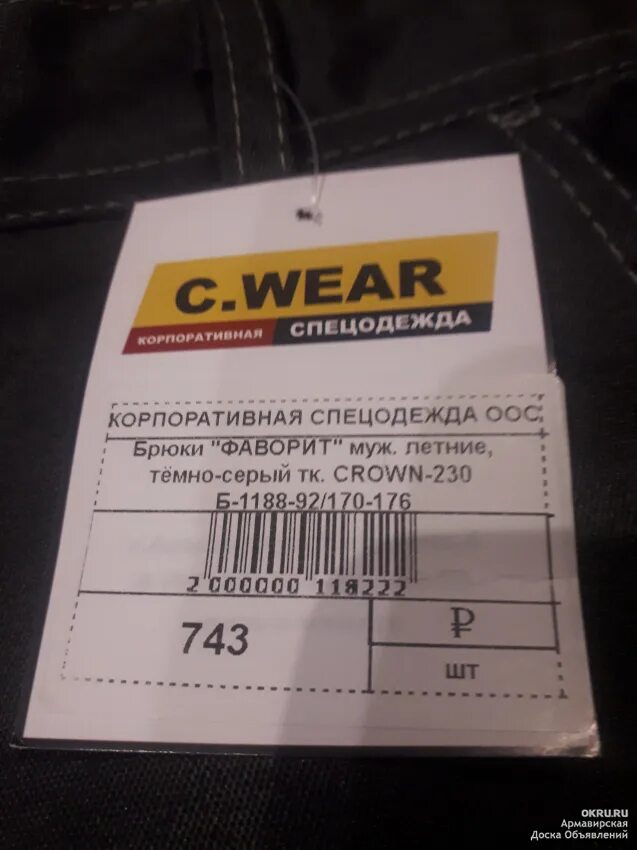 C.WEAR
КОРПОРАТИВНАЯ СПЕЦОДЕЖДА
КОРПОРАТИВНАЯ СПЕЦОДЕЖДА ООС
Брюки "ФАВОРИТ" муж. летние,
тёмно-серый тк. CROWN-230
Б-1188-92/170-176
2 000000 118222
743
₽
шт
OKRU.RU
Армавирская
Доска Объявлений